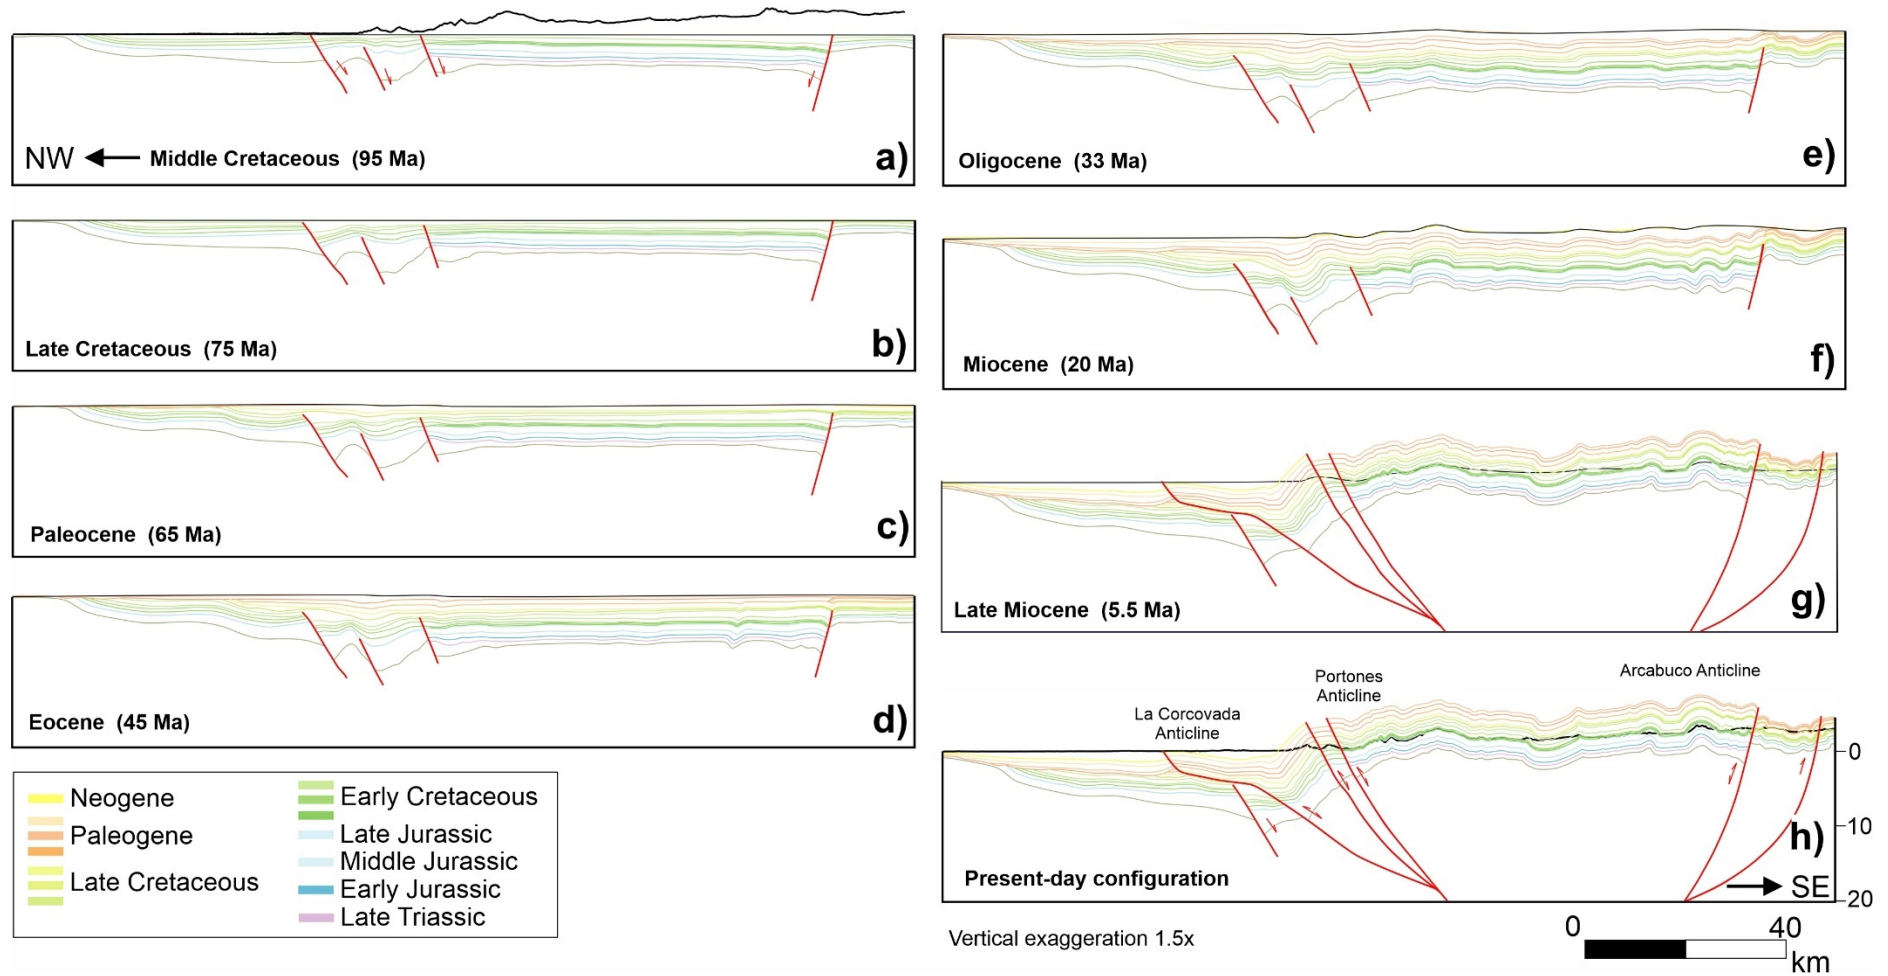 NW
Middle Cretaceous (95 Ma)
a)
Late Cretaceous (75 Ma)
b)
Paleocene (65 Ma)
c)
Eocene (45 Ma)
d)
Neogene
Paleogene
Late Cretaceous
Early Cretaceous
Late Jurassic
Middle Jurassic
Early Jurassic
Late Triassic
Oligocene (33 Ma)
e)
Miocene (20 Ma)
f)
Late Miocene (5.5 Ma)
g)
La Corcovada
Anticline
Portones
Anticline
Arcabuco Anticline
0
10
20
h)
Present-day configuration
SE
Vertical exaggeration 1.5x
0 40
km